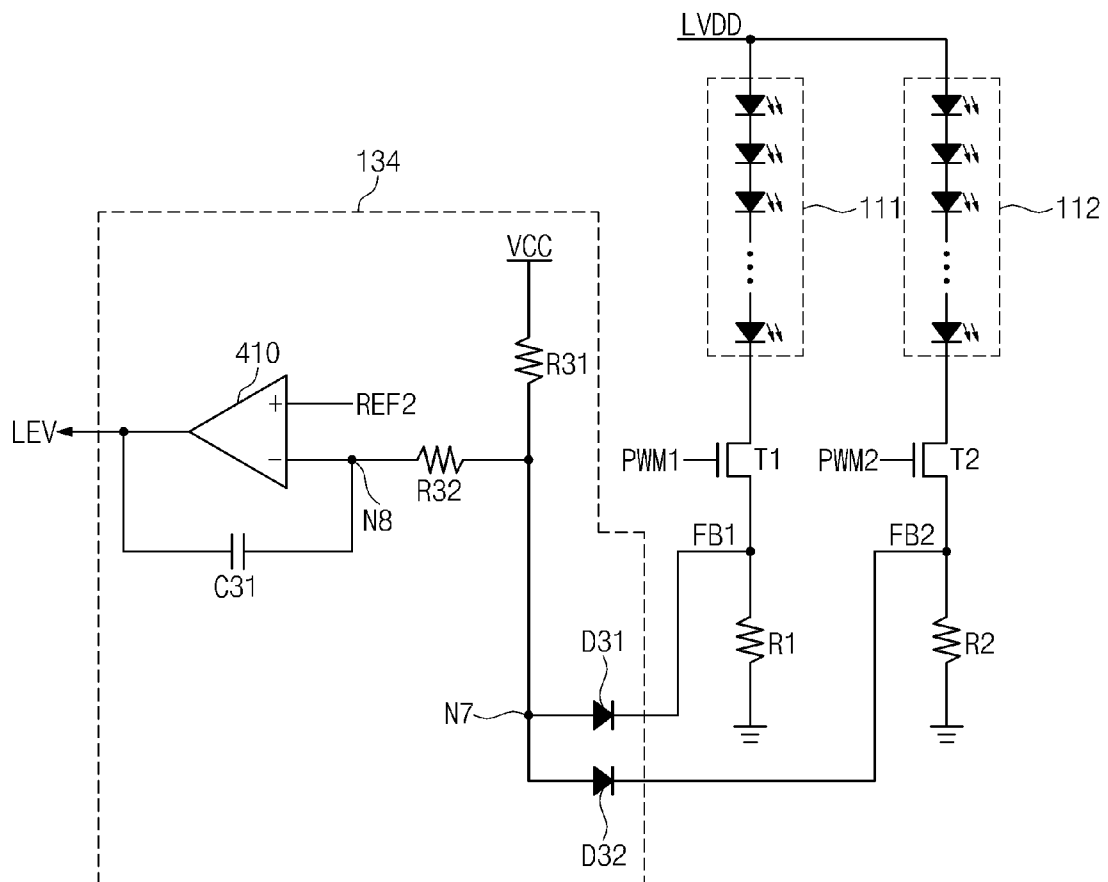 LVDD
134
111
112
VCC
R31
410
+
REF2
LEV
−
R32
N8
C31
PWM1
T1
PWM2
T2
FB1
FB2
R1
R2
D31
N7
D32